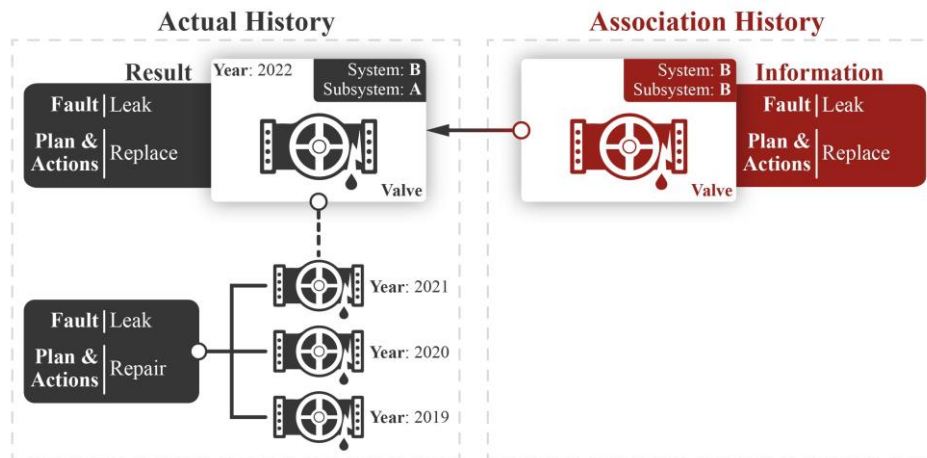 Actual History
Association History
Result
Year: 2022
System: B
Subsystem: A
Fault Leak
Plan &
Actions Replace
Valve
System: B
Subsystem: B
Information
Fault Leak
Plan &
Actions Replace
Valve
Year: 2021
Fault Leak
Plan &
Actions Repair
Year: 2020
Year: 2019